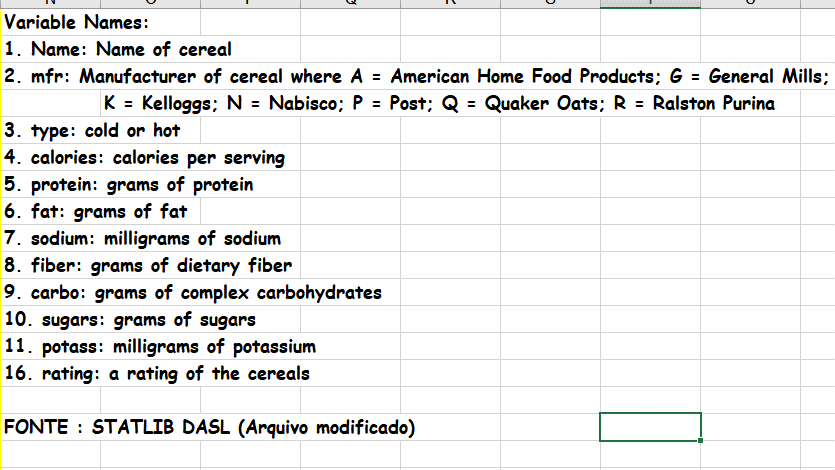 Variable Names:
1. Name: Name of cereal
2. mfr: Manufacturer of cereal where A = American Home Food Products; G = General Mills;
K = Kelloggs; N = Nabisco; P = Post; Q = Quaker Oats; R = Ralston Purina
3. type: cold or hot
4. calories: calories per serving
5. protein: grams of protein
6. fat: grams of fat
7. sodium: milligrams of sodium
8. fiber: grams of dietary fiber
9. carbo: grams of complex carbohydrates
10. sugars: grams of sugars
11. potass: milligrams of potassium
16. rating: a rating of the cereals
FONTE : STATLIB DASL (Arquivo modificado)